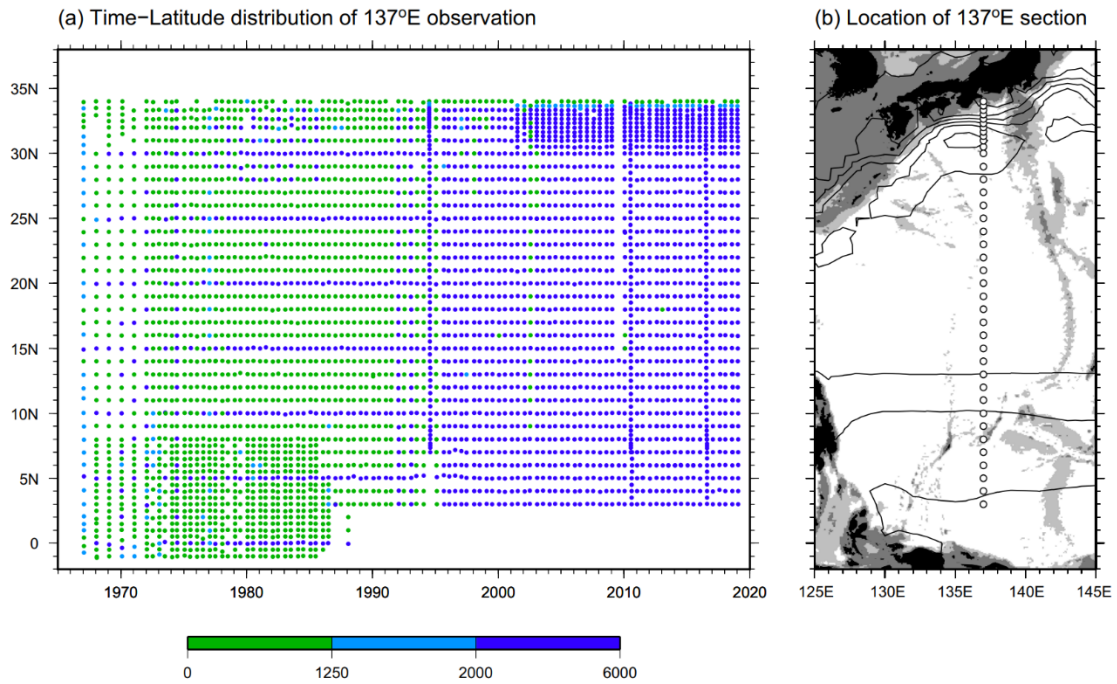 (a) Time−Latitude distribution of 137°E observation
(b) Location of 137°E section
35N
30N
25N
20N
15N
10N
5N
0
1970
1980
1990
2000
2010
2020
125E
130E
135E
140E
145E
0
1250
2000
6000